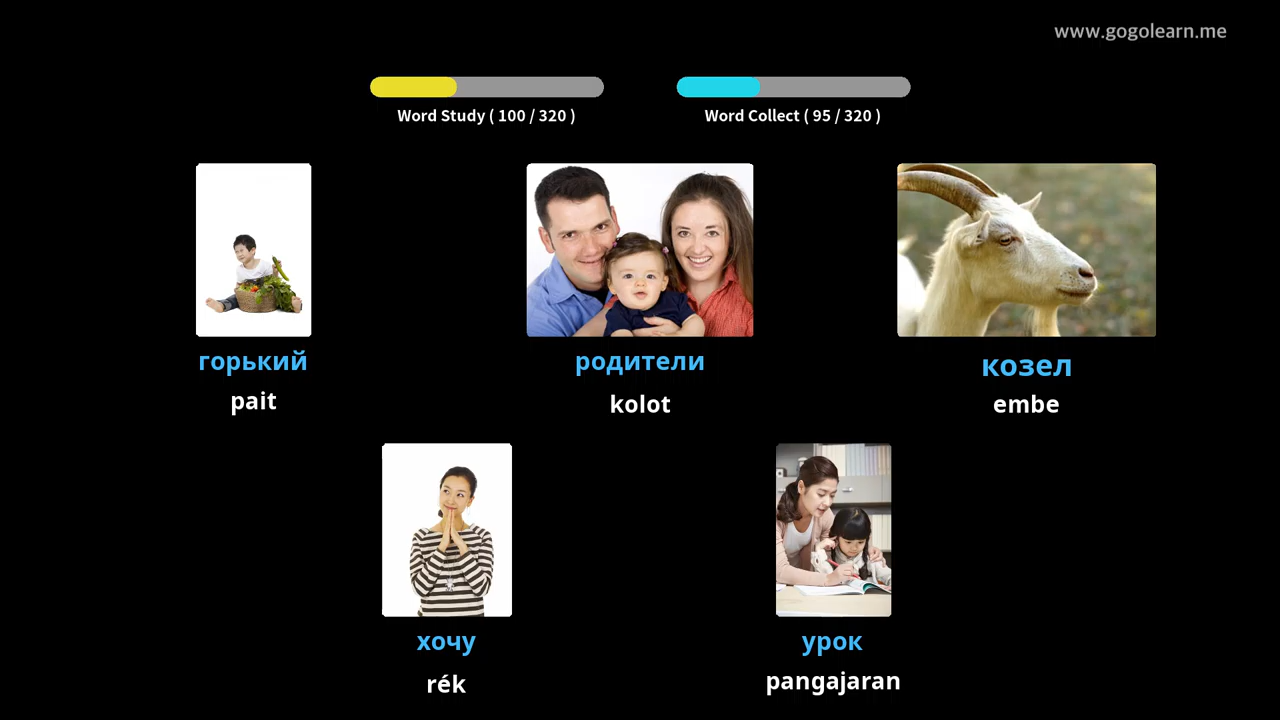 www.gogolearn.me
Word Study ( 100 / 320 )
Word Collect ( 95 / 320 )
горький
pait
родители
kolot
козел
embe
хочу
rék
урок
pangajaran